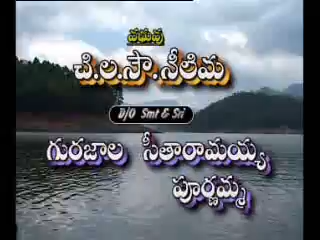 వధువు
చి.ల.సౌ.నీలిమ
D/O Smt & Sri
గురజాల సీతారామయ్య
పూర్ణమ్మ